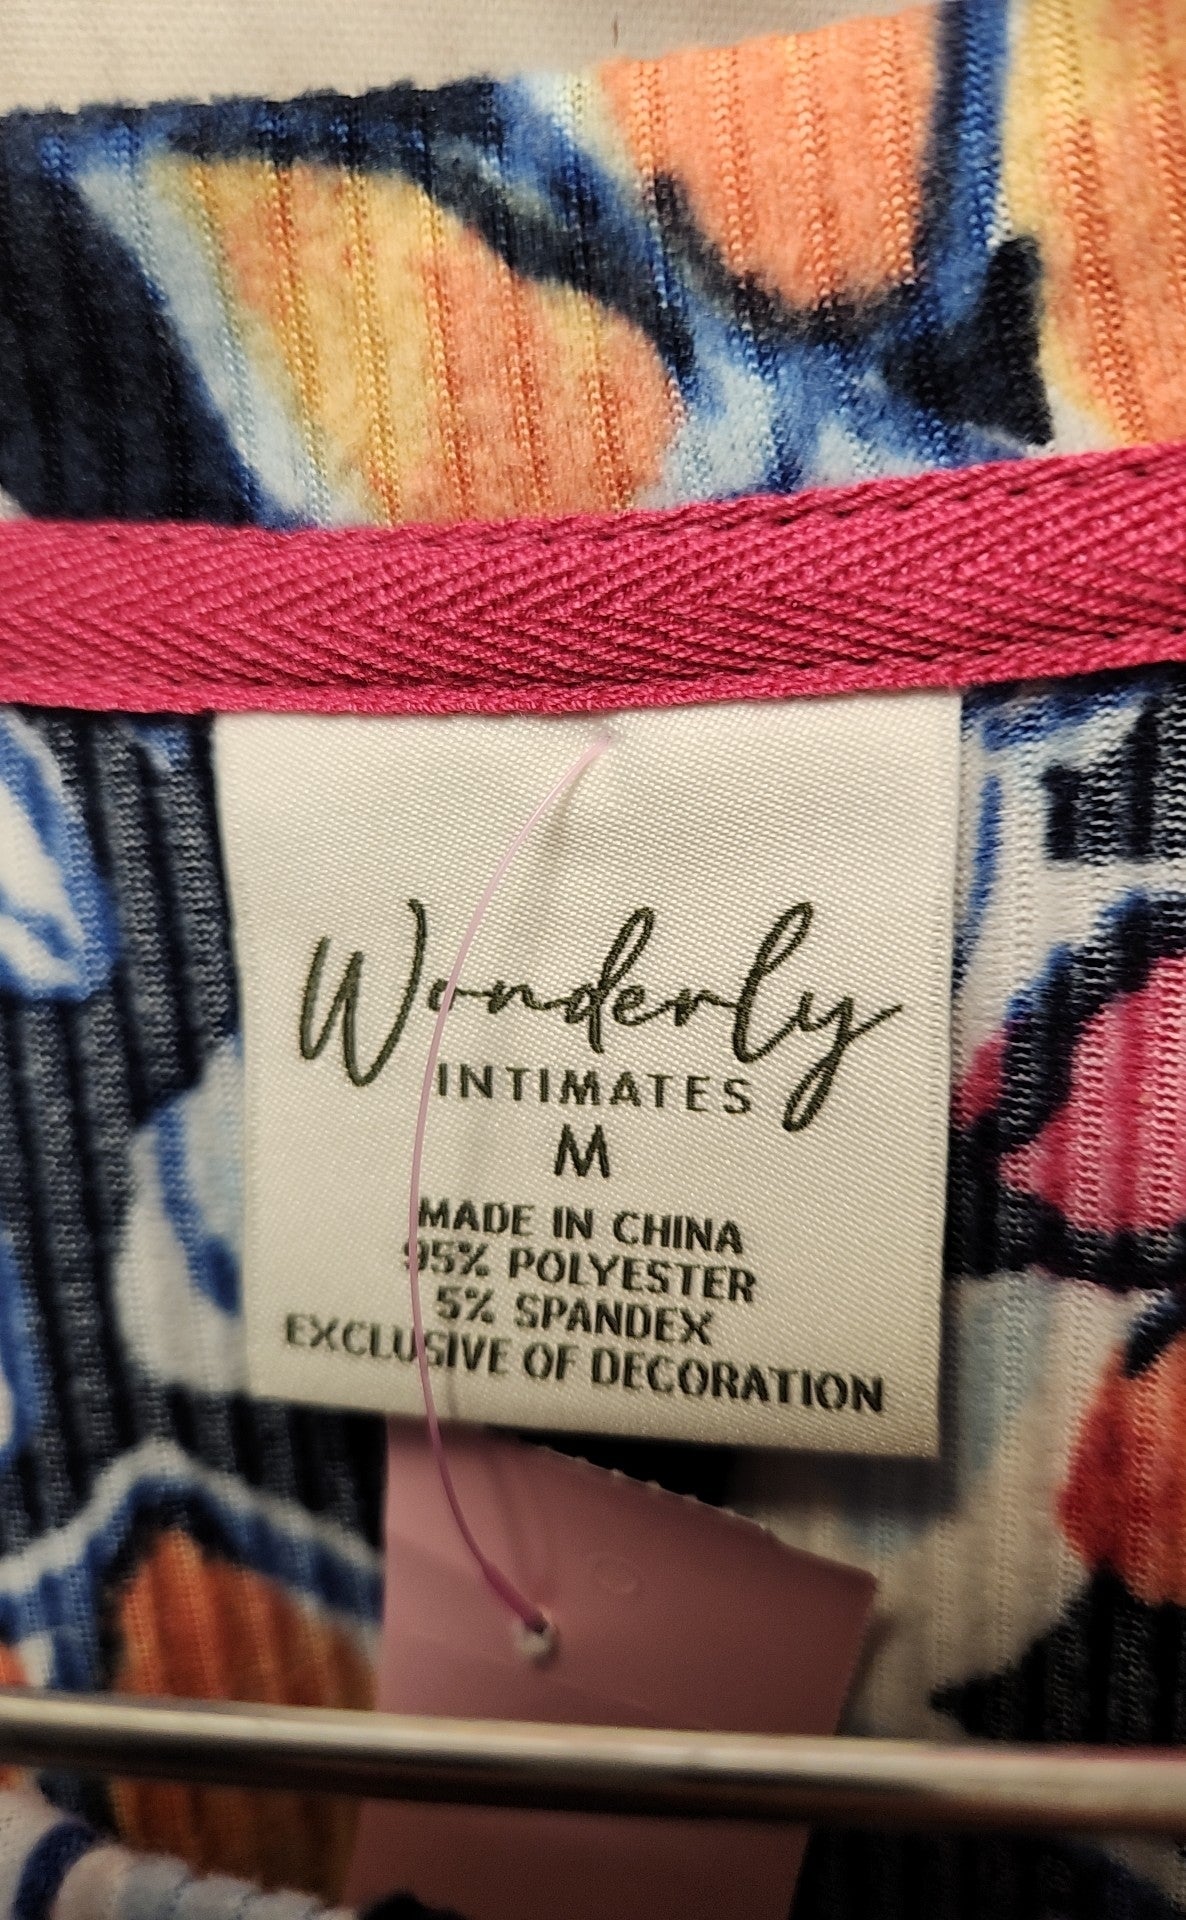 Wonderly
INTIMATES
M
MADE IN CHINA
95% POLYESTER
5% SPANDEX
EXCLUSIVE OF DECORATION